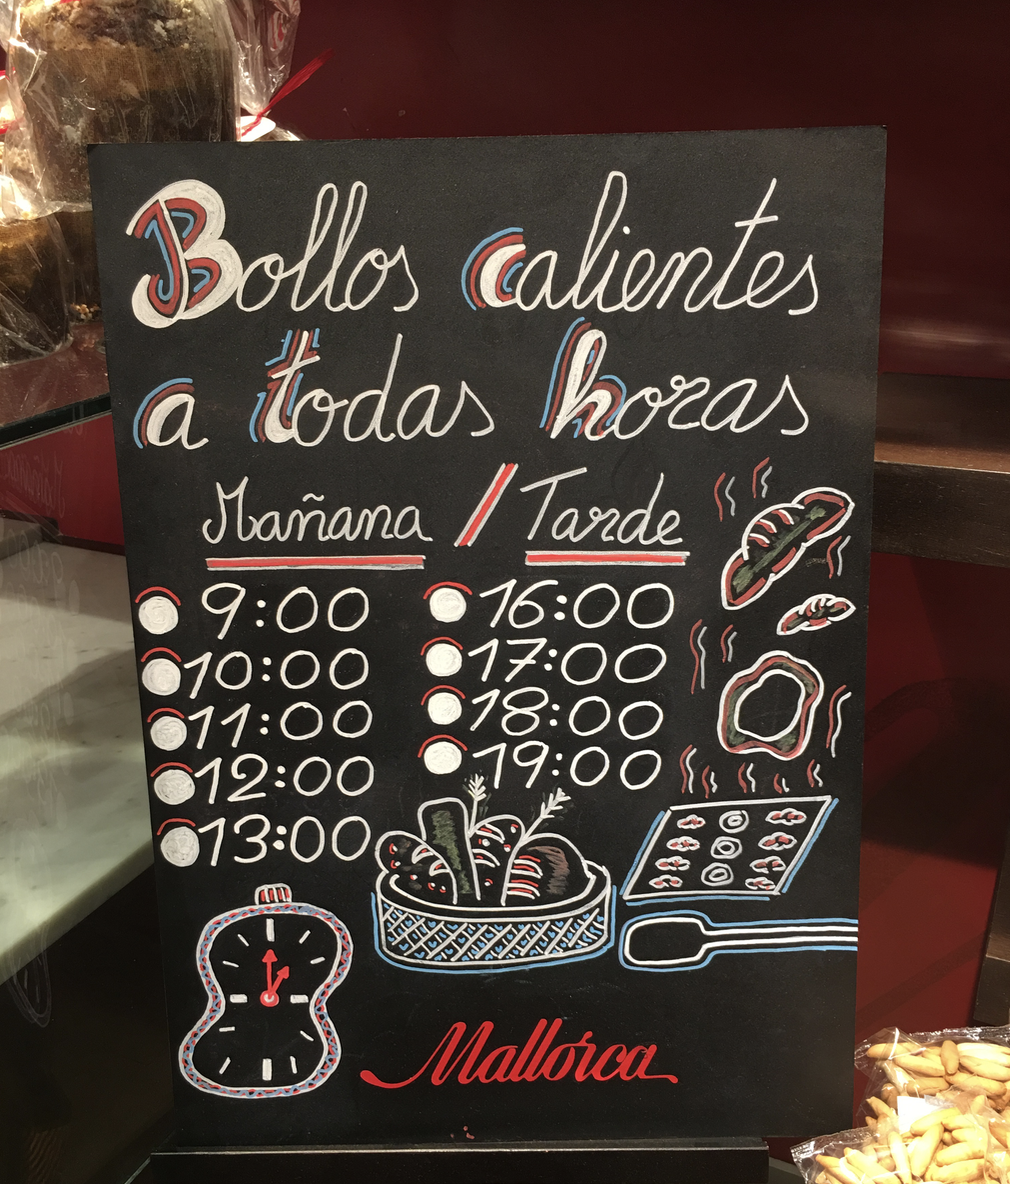 Bollos calientes
a todas horas
Mañana / Tarde
9:00 16:00
10:00 17:00
11:00 18:00
12:00 19:00
13:00
Mallorca